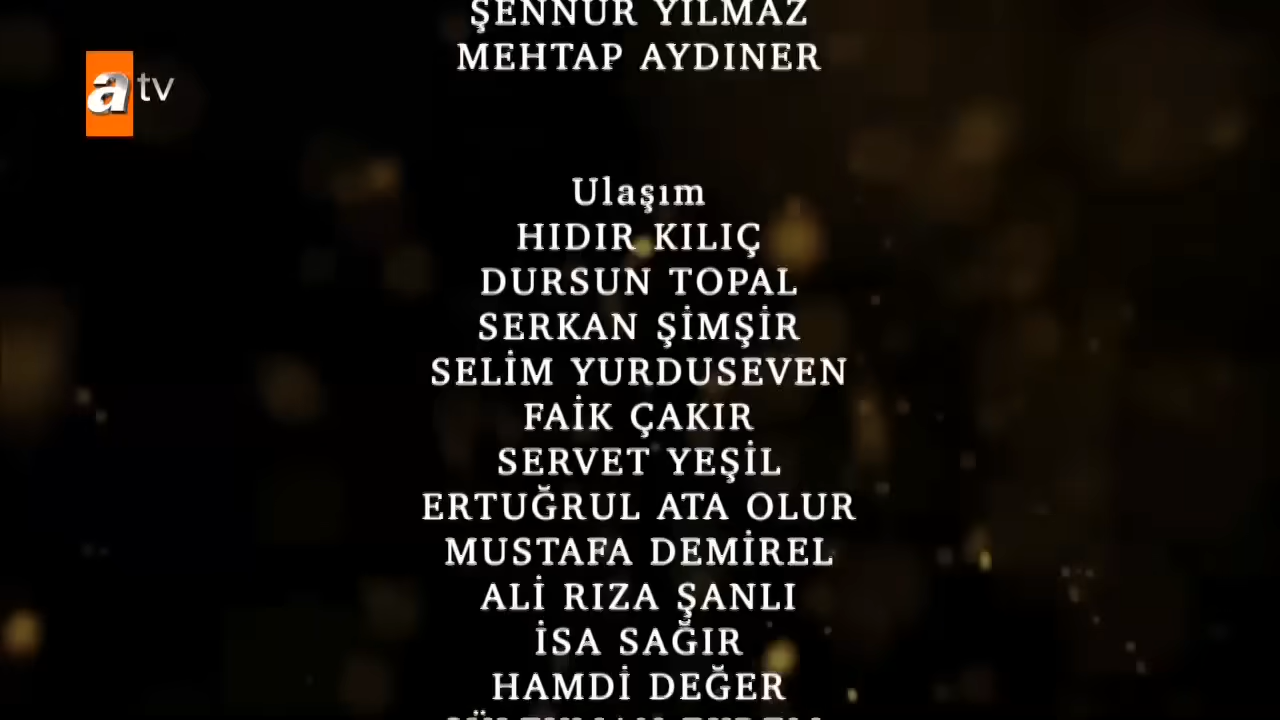 ŞENNUR YILMAZ
MEHTAP AYDINER
atv
Ulaşım
HIDIR KILIÇ
DURSUN TOPAL
SERKAN ŞİMŞİR
SELİM YURDUSEVEN
FAİK ÇAKIR
SERVET YEŞİL
ERTUĞRUL ATA OLUR
MUSTAFA DEMİREL
ALİ RIZA ŞANLI
İSA SAĞIR
HAMDİ DEĞER